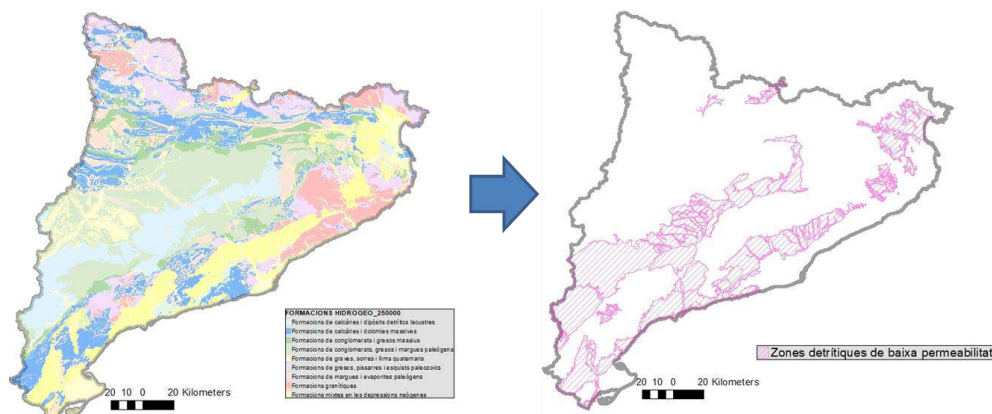 FORMACIONS HIDROGEO_250000
Formacions de calcàries i dipòsits detrítics lacustres
Formacions de calcàries i dolomies massives
Formacions de conglomerats i gresos massius
Formacions de conglomerats, gresos i margues paleògens
Formacions de graves, sorres i llims quaternaris
Formacions de gresos, pissarres i esquists paleozoics
Formacions de margues i evaporites paleògens
Formacions granítiques
Formacions mixtes en les depressions neògenes
20 10 0 20 Kilometers
Zones detrítiques de baixa permeabilitat
20 10 0 20 Kilometers